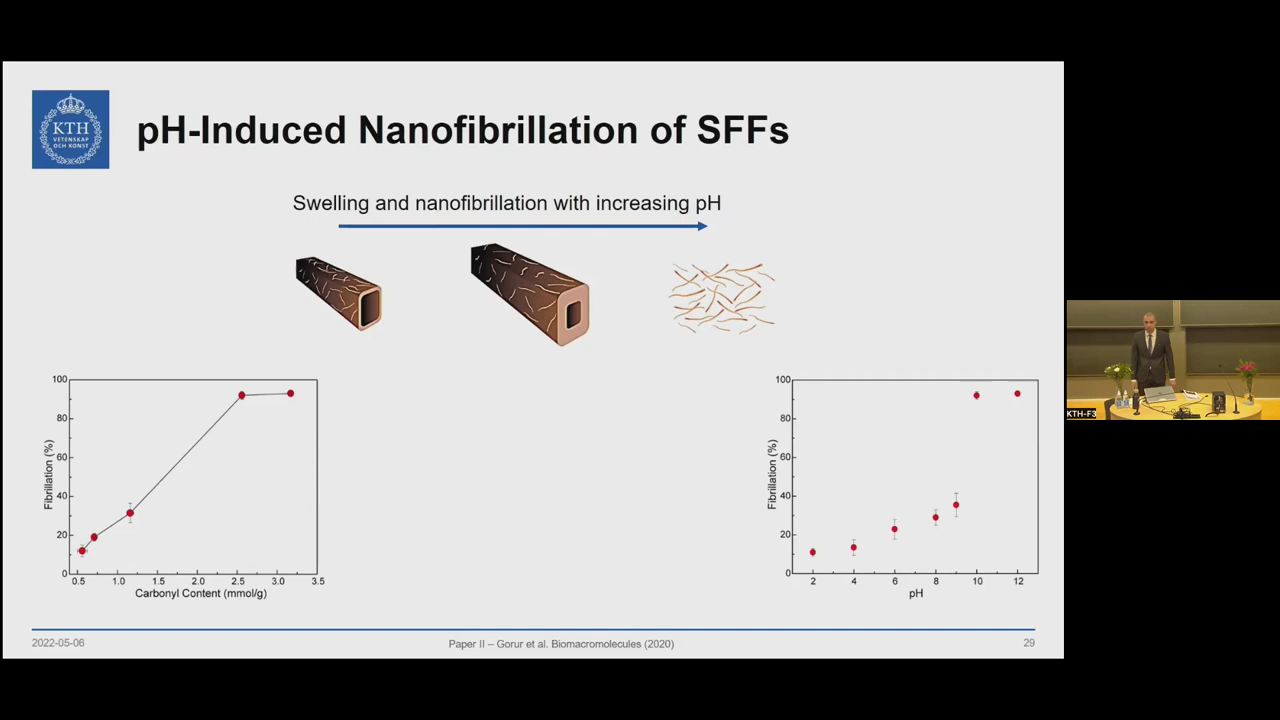 KTH
VETENSKAP
OCH KONST
pH-Induced Nanofibrillation of SFFs
Swelling and nanofibrillation with increasing pH
100
80
60
40
20
0
Fibrillation (%)
0.5 1.0 1.5 2.0 2.5 3.0 3.5
Carbonyl Content (mmol/g)
100
80
60
40
20
0
Fibrillation (%)
2 4 6 8 10 12
pH
2022-05-06
Paper II – Gorur et al. Biomacromolecules (2020)
29
KTH-F3